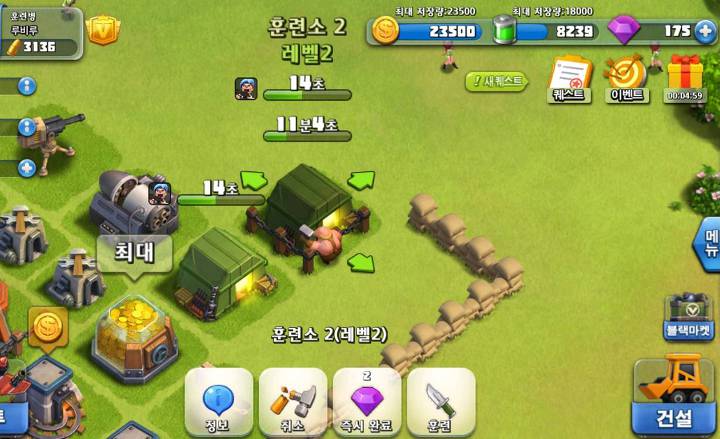 훈련병
루비루
3136
훈련소 2
레벨2
최대 저장량:23500
23500
최대 저장량:18000
8239
175
! 새퀘스트
퀘스트
이벤트
00:04:59
14초
11분4초
14초
최대
메뉴
훈련소 2(레벨2)
블랙마켓
정보
취소
2
즉시 완료
훈련
건설
트